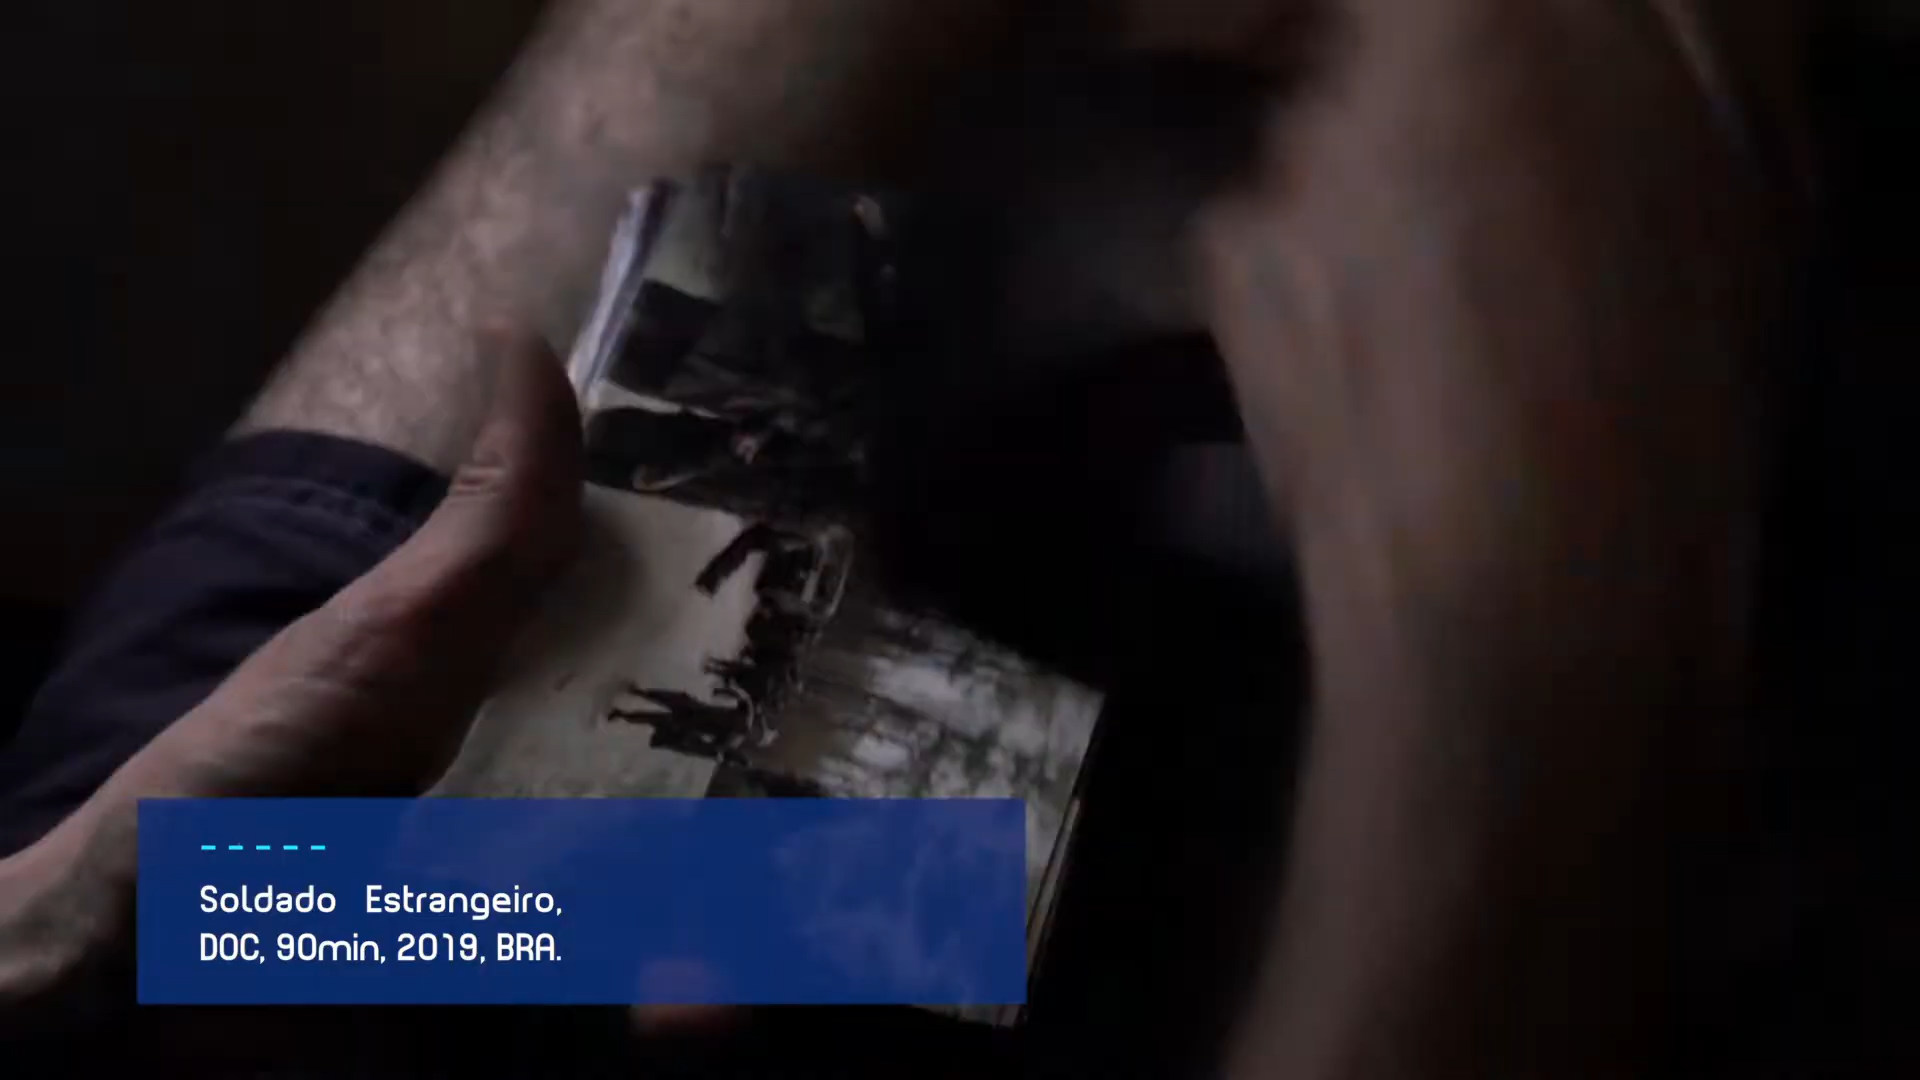 Soldado Estrangeiro,
DOC, 90min, 2019, BRA.